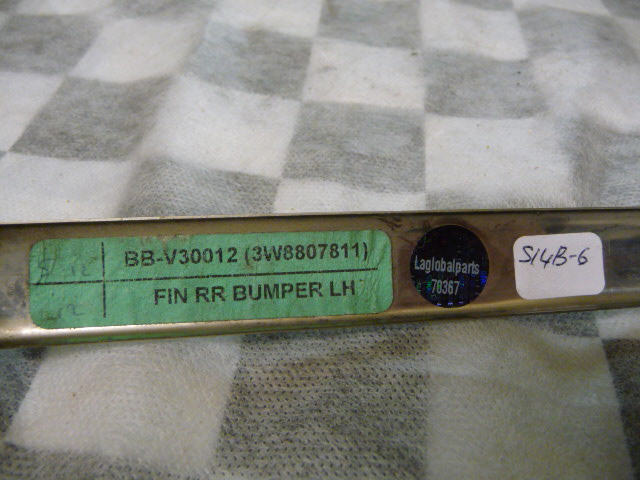 BB-V30012 (3W8807811)
FIN RR BUMPER LH
Laglobalparts
70367
S14B-6